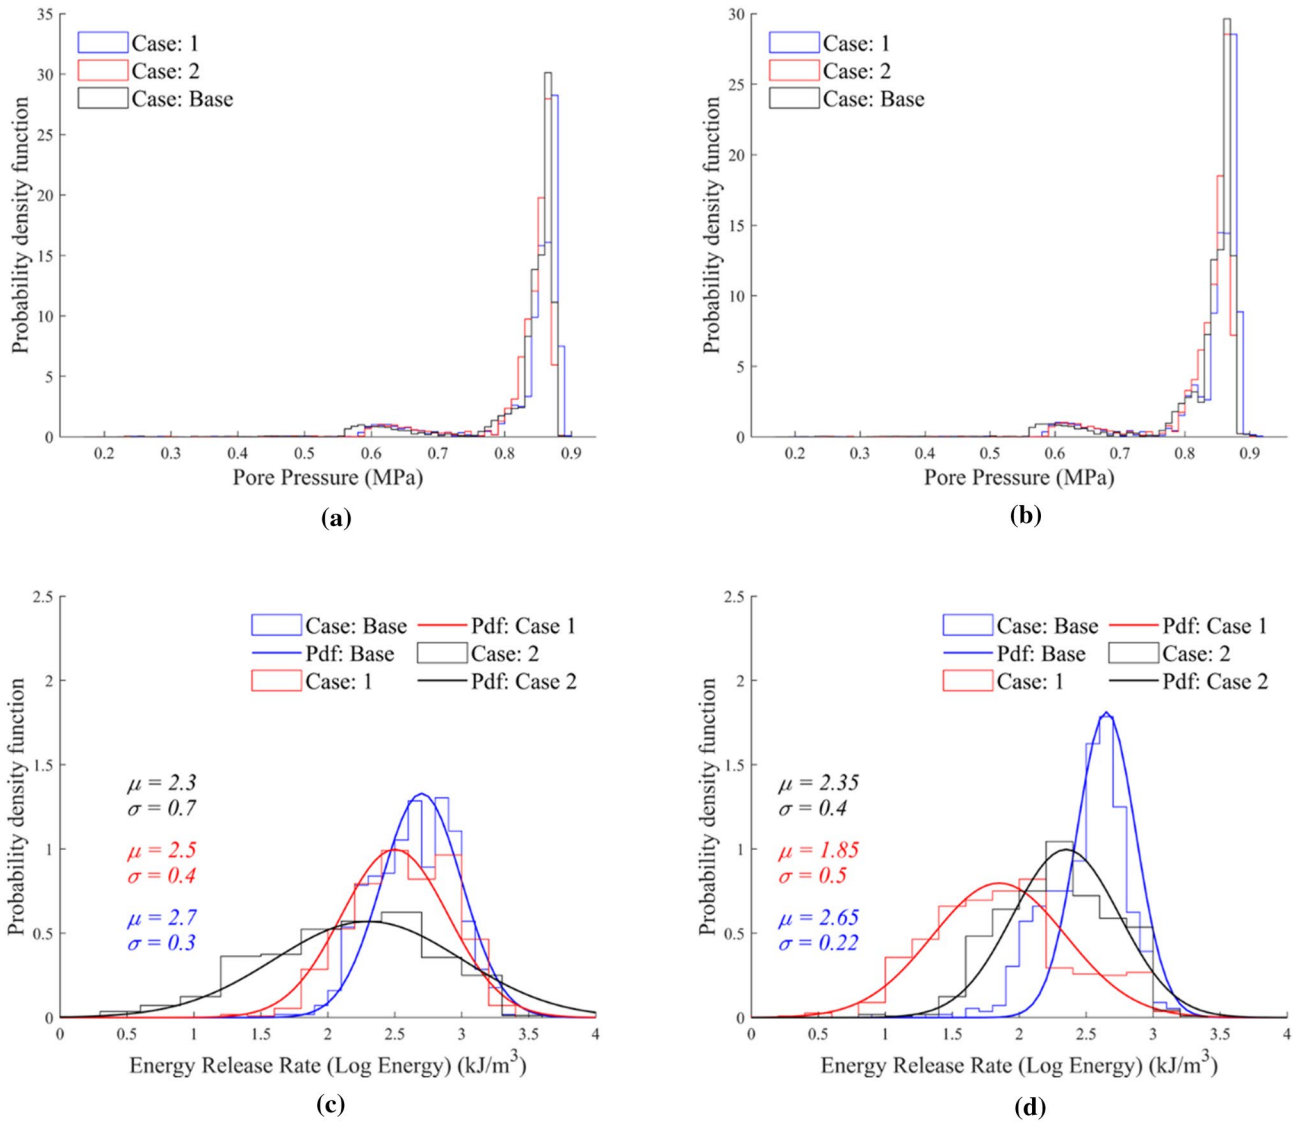 35
30
25
20
15
10
5
0
Probability density function
Case: 1
Case: 2
Case: Base
0.2 0.3 0.4 0.5 0.6 0.7 0.8 0.9
Pore Pressure (MPa)
(a)
30
25
20
15
10
5
0
Probability density function
Case: 1
Case: 2
Case: Base
0.2 0.3 0.4 0.5 0.6 0.7 0.8 0.9
Pore Pressure (MPa)
(b)
2.5
2
1.5
1
0.5
0
Probability density function
Case: Base Pdf: Case 1
Pdf: Base Case: 2
Case: 1 Pdf: Case 2
μ = 2.3
σ = 0.7
μ = 2.5
σ = 0.4
μ = 2.7
σ = 0.3
0 0.5 1 1.5 2 2.5 3 3.5 4
Energy Release Rate (Log Energy) (kJ/m³)
(c)
2.5
2
1.5
1
0.5
0
Probability density function
Case: Base Pdf: Case 1
Pdf: Base Case: 2
Case: 1 Pdf: Case 2
μ = 2.35
σ = 0.4
μ = 1.85
σ = 0.5
μ = 2.65
σ = 0.22
0 0.5 1 1.5 2 2.5 3 3.5 4
Energy Release Rate (Log Energy) (kJ/m³)
(d)